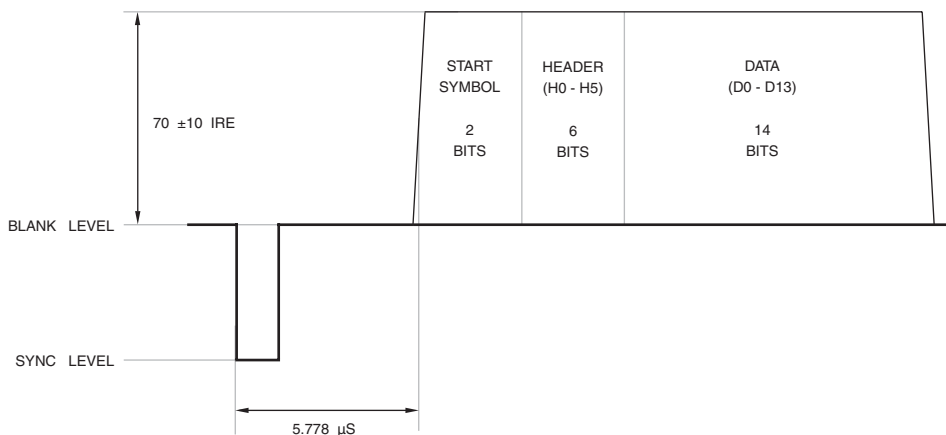 START
SYMBOL
2
BITS
HEADER
(H0 - H5)
6
BITS
DATA
(D0 - D13)
14
BITS
70 ±10 IRE
BLANK LEVEL
SYNC LEVEL
5.778 µS